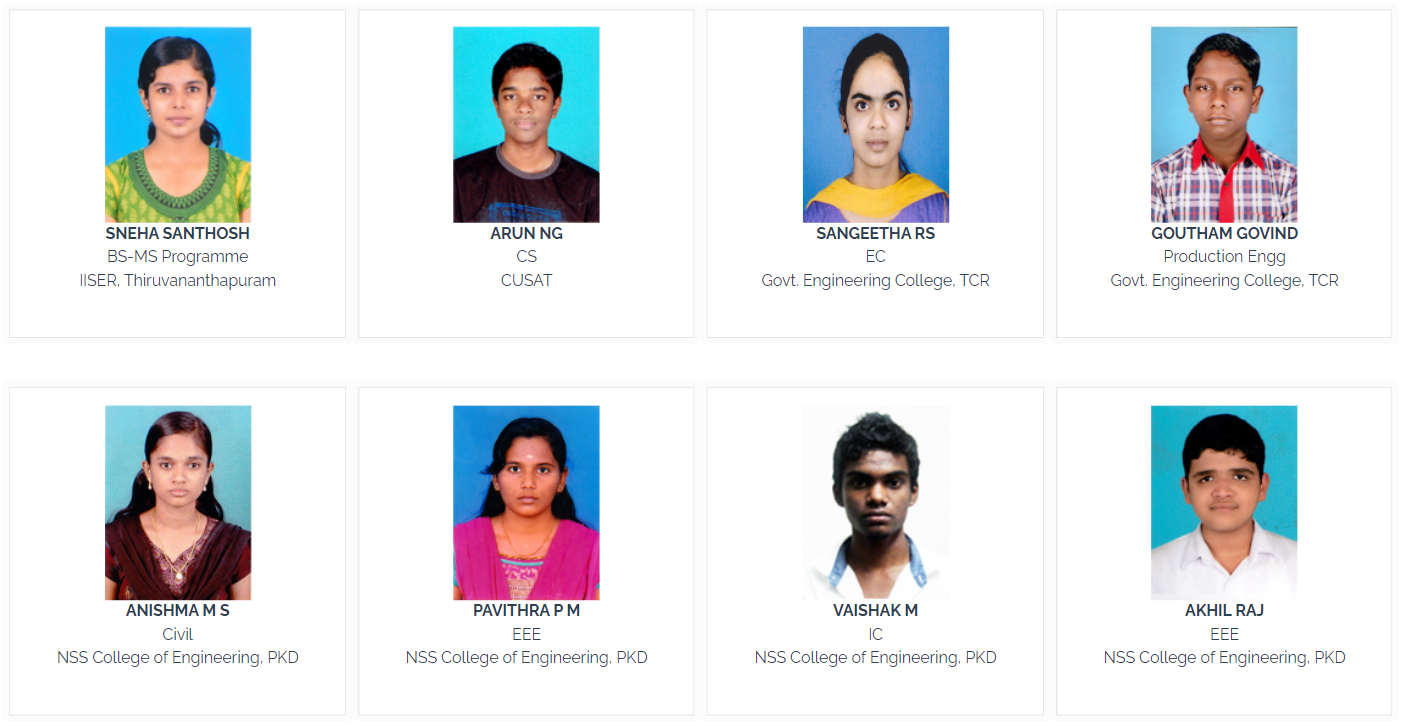 SNEHA SANTHOSH
BS-MS Programme
IISER, Thiruvananthapuram
ARUN NG
CS
CUSAT
SANGEETHA RS
EC
Govt. Engineering College, TCR
GOUTHAM GOVIND
Production Engg
Govt. Engineering College, TCR
ANISHMA M S
Civil
NSS College of Engineering, PKD
PAVITHRA P M
EEE
NSS College of Engineering, PKD
VAISHAK M
IC
NSS College of Engineering, PKD
AKHIL RAJ
EEE
NSS College of Engineering, PKD